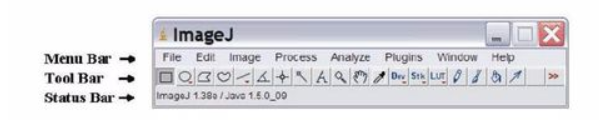 ImageJ
Menu Bar File Edit Image Process Analyze Plugins Window Help
Tool Bar A Dev Stk LUT >>
Status Bar ImageJ 1.38e / Java 1.5.0_09